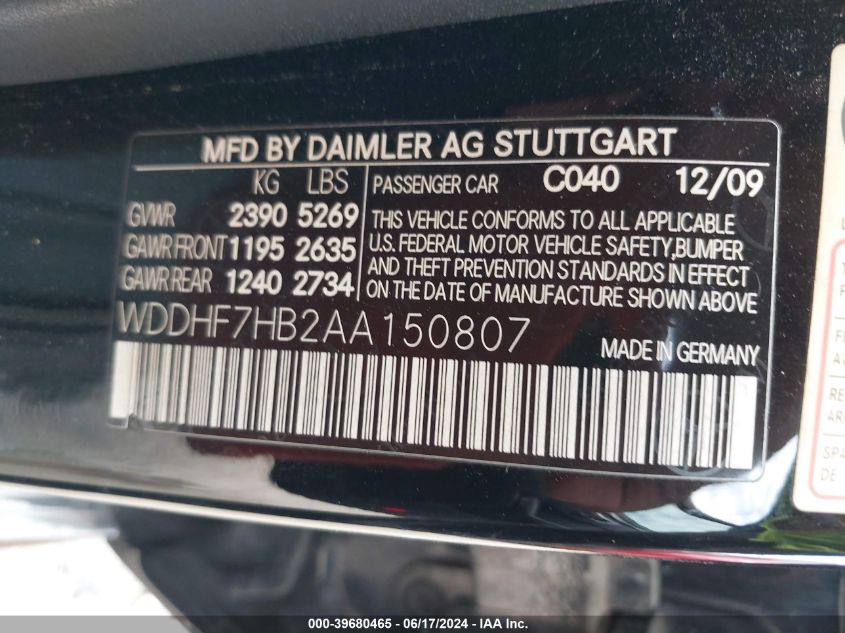 MFD BY DAIMLER AG STUTTGART
KG LBS
GVWR 2390 5269
GAWR FRONT 1195 2635
GAWR REAR 1240 2734
PASSENGER CAR C040 12/09
THIS VEHICLE CONFORMS TO ALL APPLICABLE
U.S. FEDERAL MOTOR VEHICLE SAFETY,BUMPER
AND THEFT PREVENTION STANDARDS IN EFFECT
ON THE DATE OF MANUFACTURE SHOWN ABOVE
WDDHF7HB2AA150807
MADE IN GERMANY
SPA
DE
000-39680465 - 06/17/2024 - IAA Inc.